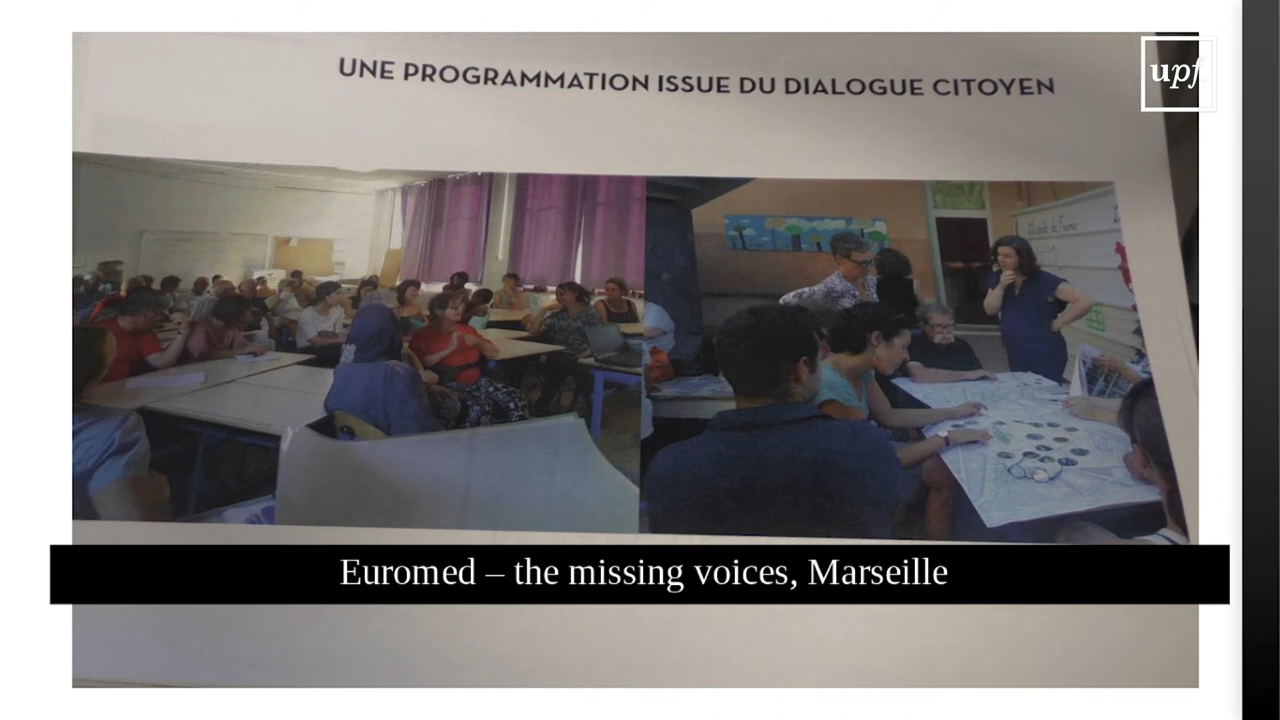 UNE PROGRAMMATION ISSUE DU DIALOGUE CITOYEN
upf.
Euromed – the missing voices, Marseille